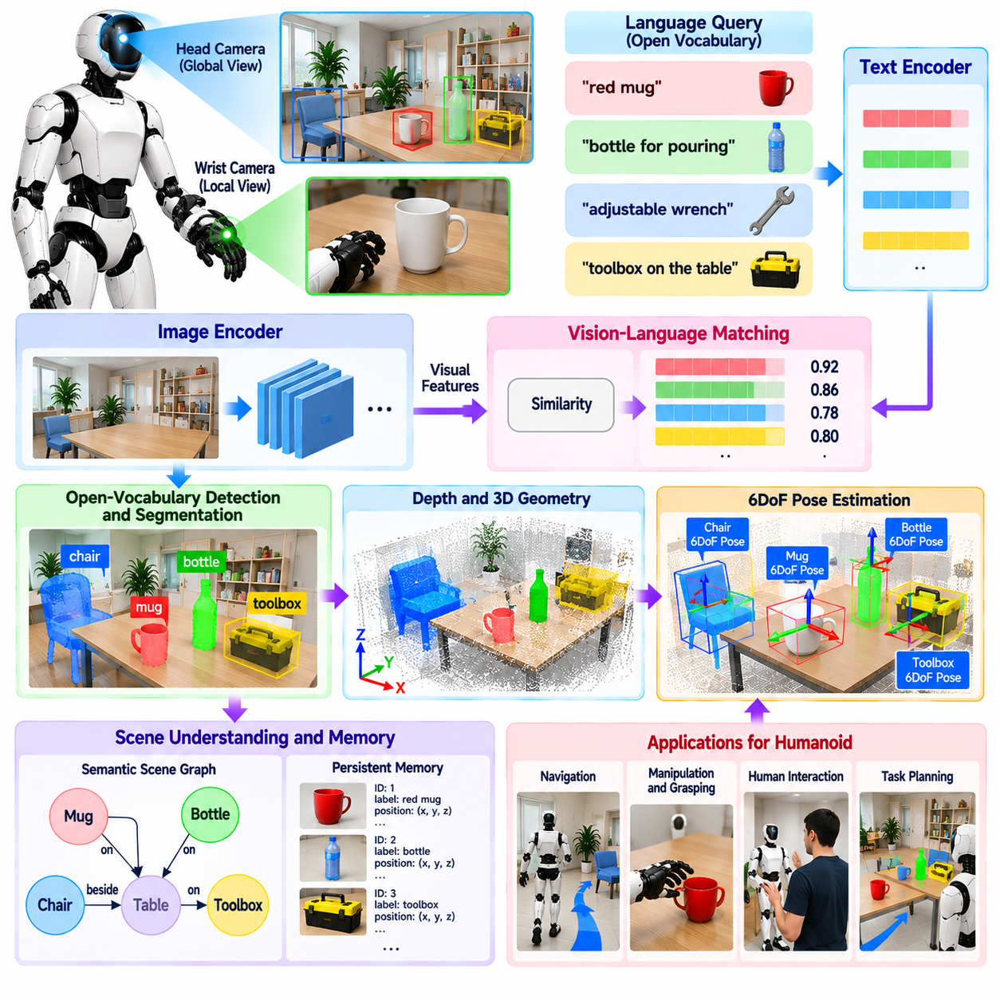 Head Camera
(Global View)
Wrist Camera
(Local View)
Language Query
(Open Vocabulary)
"red mug"
"bottle for pouring"
"adjustable wrench"
"toolbox on the table"
Text Encoder
..
Image Encoder
...
Visual
Features
Vision-Language Matching
Similarity
0.92
0.86
0.78
0.80
..
.
Open-Vocabulary Detection
and Segmentation
chair
bottle
mug
toolbox
Depth and 3D Geometry
Z
Y
X
6DoF Pose Estimation
Chair
6DoF Pose
Mug
6DoF Pose
Bottle
6DoF Pose
Toolbox
6DoF Pose
Scene Understanding and Memory
Semantic Scene Graph
Mug
Bottle
on
on
Chair
beside
Table
on
Toolbox
Persistent Memory
ID: 1
label: red mug
position: (x, y, z)
...
ID: 2
label: bottle
position: (x, y, z)
...
ID: 3
label: toolbox
position: (x, y, z)
...
...
Applications for Humanoid
Navigation
Manipulation
and Grasping
Human Interaction
Task Planning